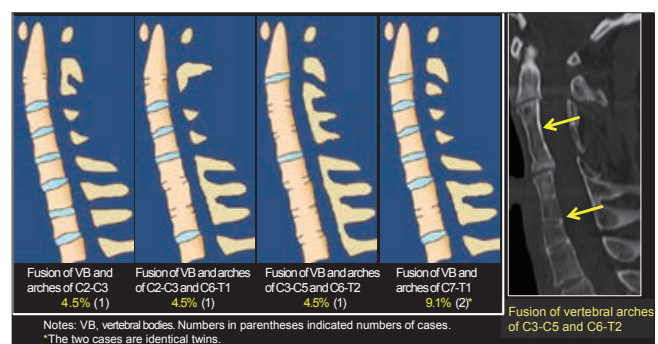 Fusion of VB and
arches of C2-C3
4.5% (1)
Fusion of VB and arches
of C2-C3 and C6-T1
4.5% (1)
Fusion of VB and arches
of C3-C5 and C6-T2
4.5% (1)
Fusion of VB and
arches of C7-T1
9.1% (2)*
Notes: VB, vertebral bodies. Numbers in parentheses indicated numbers of cases.
*The two cases are identical twins.
Fusion of vertebral arches
of C3-C5 and C6-T2